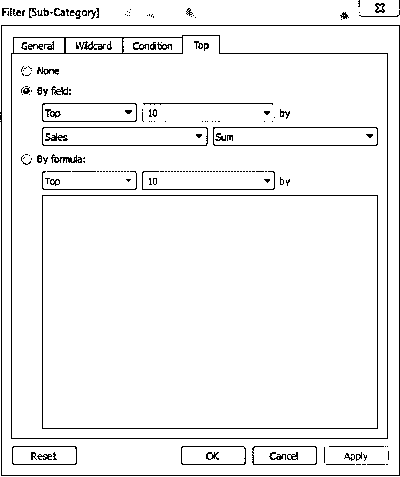 Filter [Sub-Category]
General Wildcard Condition Top
None
By field:
Top 10 by
Sales Sum
By formula:
Top 10 by
Reset OK Cancel Apply